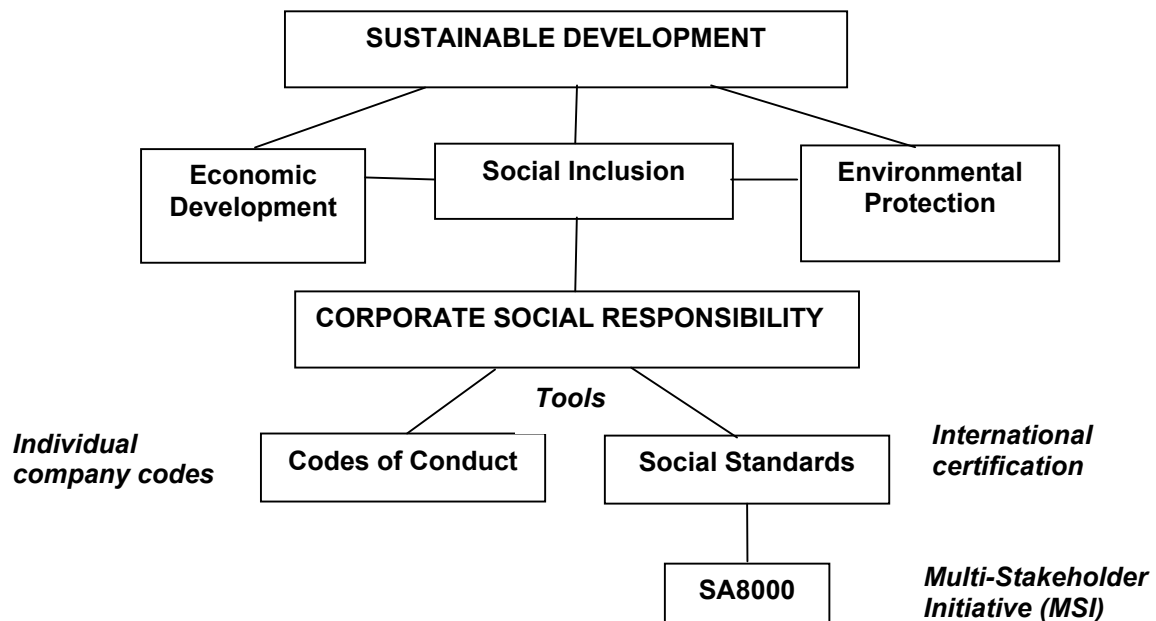 SUSTAINABLE DEVELOPMENT
Economic
Development
Social Inclusion
Environmental
Protection
CORPORATE SOCIAL RESPONSIBILITY
Tools
Individual
company codes
Codes of Conduct
Social Standards
International
certification
SA8000
Multi-Stakeholder
Initiative (MSI)